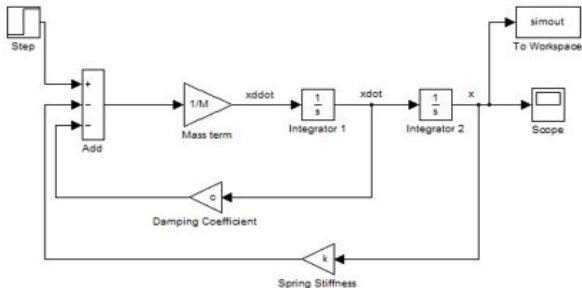 simout
To Workspace
Step
+
−
−
Add
1/M
Mass term
xddot
1
s
Integrator 1
xdot
1
s
Integrator 2
x
Scope
c
Damping Coefficient
k
Spring Stiffness